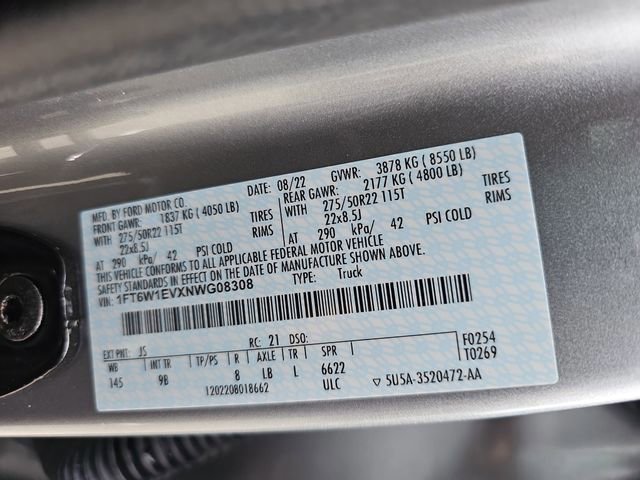 MFD. BY FORD MOTOR CO. DATE: 08/22 GVWR: 3878 KG ( 8550 LB)
FRONT GAWR: 1837 KG ( 4050 LB) REAR GAWR: 2177 KG ( 4800 LB)
WITH 275/50R22 115T TIRES WITH 275/50R22 115T TIRES
22x8.5J RIMS 22x8.5J RIMS
AT 290 kPa/ 42 PSI COLD AT 290 kPa/ 42 PSI COLD
THIS VEHICLE CONFORMS TO ALL APPLICABLE FEDERAL MOTOR VEHICLE
SAFETY STANDARDS IN EFFECT ON THE DATE OF MANUFACTURE SHOWN ABOVE.
VIN: 1FT6W1EVXNWG08308 TYPE: Truck
EXT PNT: JS RC: 21 DSO: F0254
WB INT TR TP/PS R AXLE TR SPR T0269
145 9B 8 LB L 6622
1202208018662 ULC ▽ 5U5A-3520472-AA